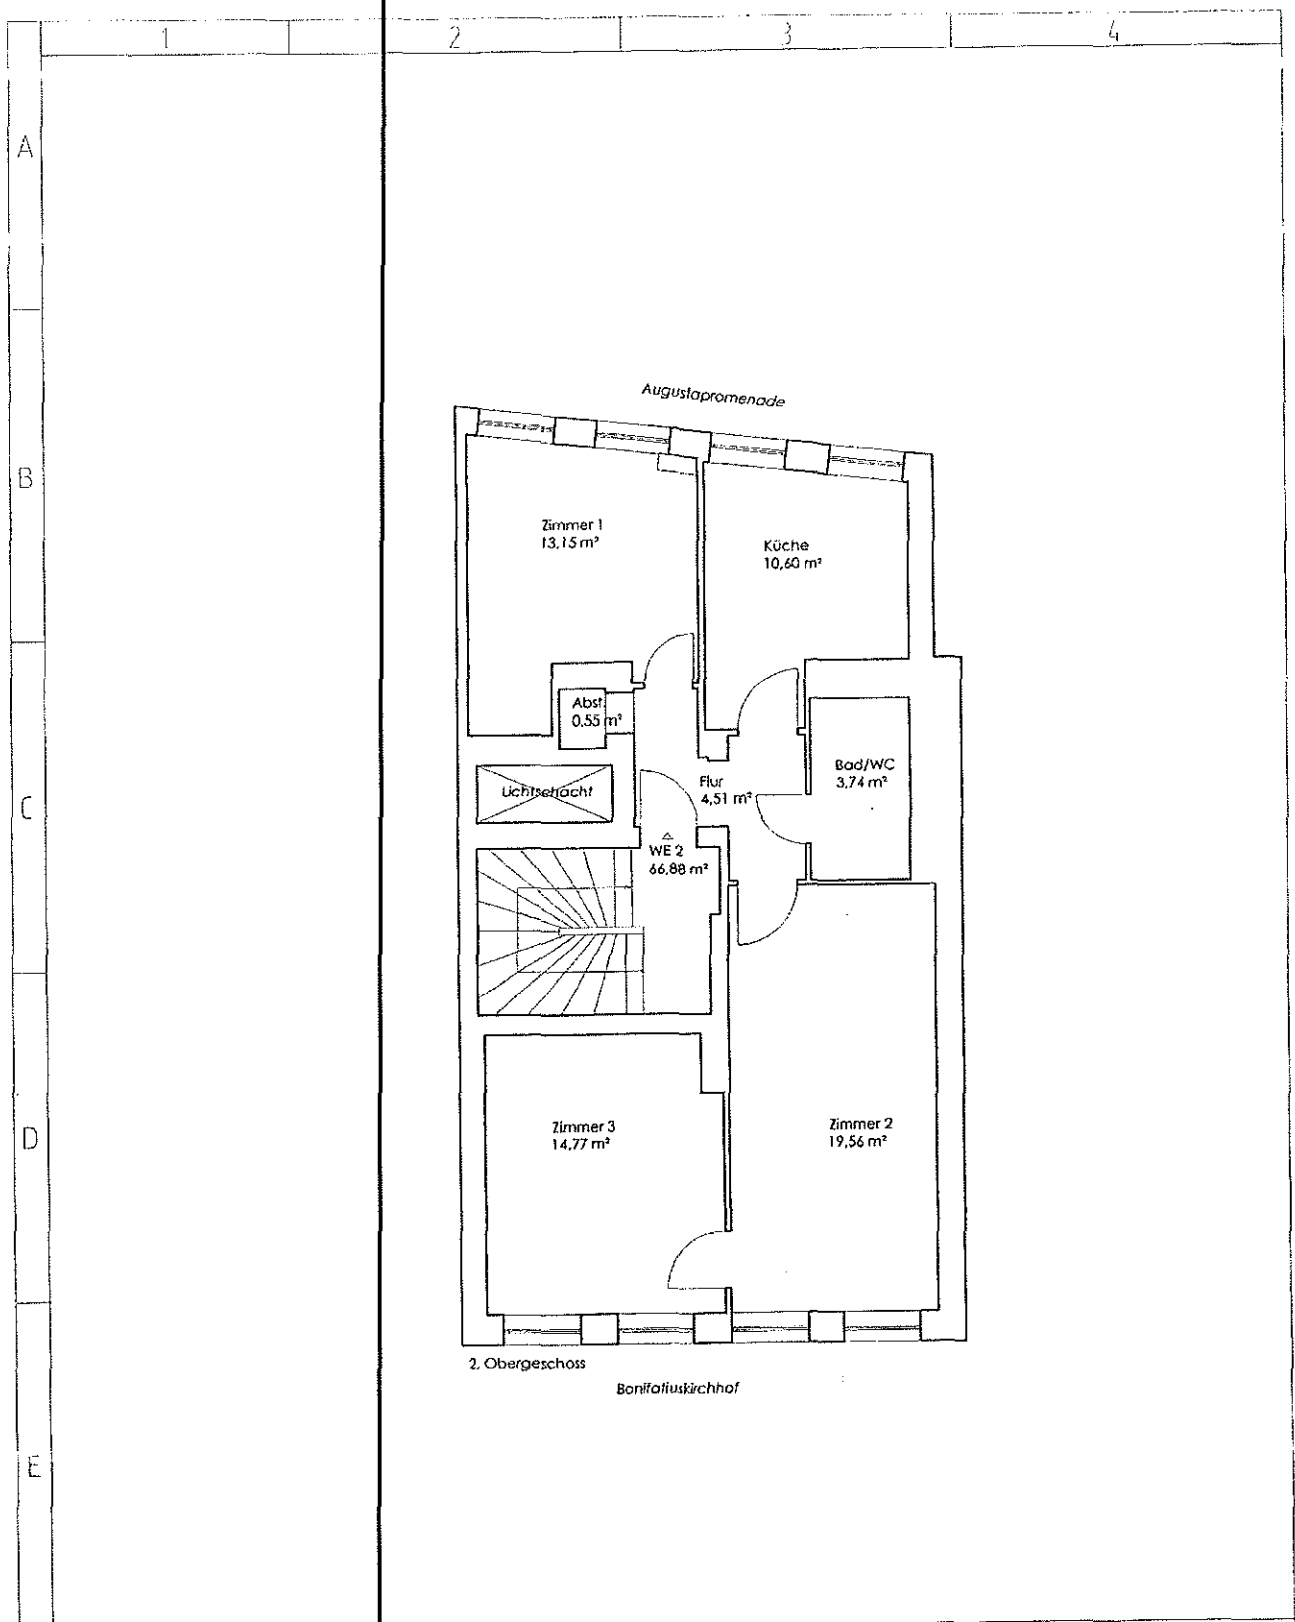 1
2
3
4
A
B
C
D
E
Augustapromenade
Zimmer 1
13,15 m²
Küche
10,60 m²
Abst
0,55 m²
Bad/WC
3,74 m²
Flur
4,51 m²
Lichtschacht
WE 2
66,88 m²
Zimmer 3
14,77 m²
Zimmer 2
19,56 m²
2. Obergeschoss
Bonifatiuskirchhof